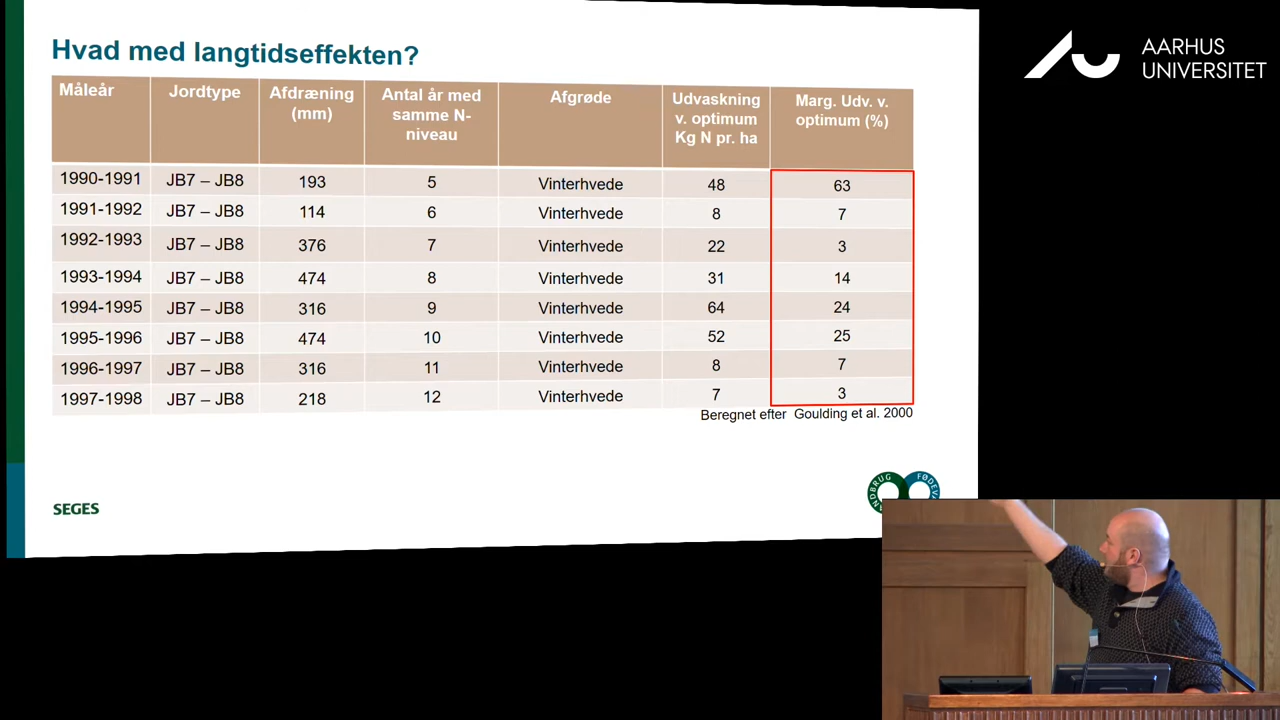 Hvad med langtidseffekten?
AARHUS
UNIVERSITET
Måleår Jordtype Afdræning (mm) Antal år med samme N-niveau Afgrøde Udvaskning v. optimum Kg N pr. ha Marg. Udv. v. optimum (%)
1990-1991 JB7 – JB8 193 5 Vinterhvede 48 63
1991-1992 JB7 – JB8 114 6 Vinterhvede 8 7
1992-1993 JB7 – JB8 376 7 Vinterhvede 22 3
1993-1994 JB7 – JB8 474 8 Vinterhvede 31 14
1994-1995 JB7 – JB8 316 9 Vinterhvede 64 24
1995-1996 JB7 – JB8 474 10 Vinterhvede 52 25
1996-1997 JB7 – JB8 316 11 Vinterhvede 8 7
1997-1998 JB7 – JB8 218 12 Vinterhvede 7 3
Beregnet efter Goulding et al. 2000
SEGES